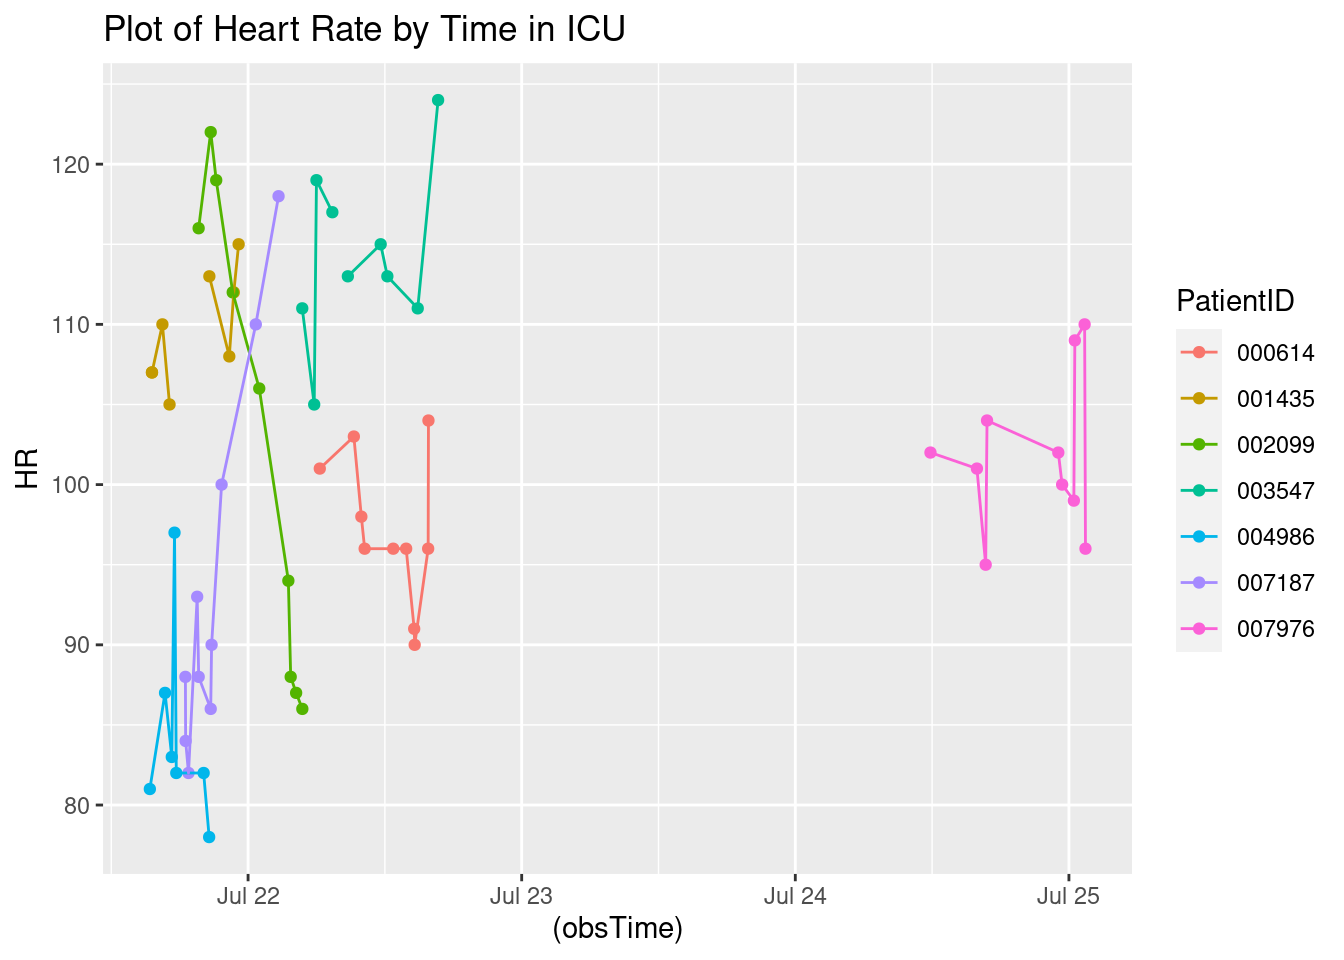 Plot of Heart Rate by Time in ICU
120
110
100
90
80
HR
Jul 22
Jul 23
Jul 24
Jul 25
(obsTime)
PatientID
000614
001435
002099
003547
004986
007187
007976